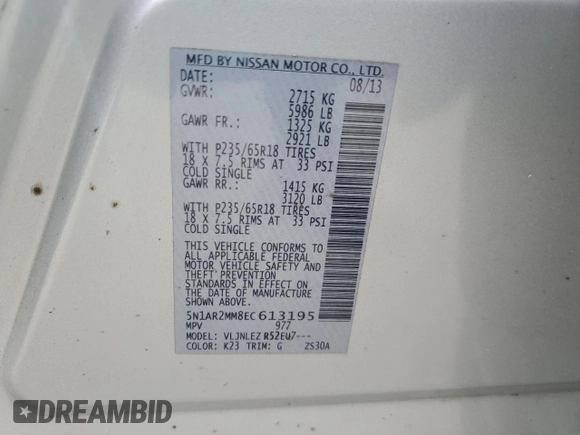 MFD BY NISSAN MOTOR CO., LTD.
DATE: 08/13
GVWR: 2715 KG
5986 LB
GAWR FR.: 1325 KG
2921 LB
WITH P235/65R18 TIRES
18 X 7.5 RIMS AT 33 PSI
COLD SINGLE
GAWR RR.: 1415 KG
3120 LB
WITH P235/65R18 TIRES
18 X 7.5 RIMS AT 33 PSI
COLD SINGLE
THIS VEHICLE CONFORMS TO
ALL APPLICABLE FEDERAL
MOTOR VEHICLE SAFETY AND
THEFT PREVENTION
STANDARDS IN EFFECT ON
THE DATE OF MANUFACTURE
SHOWN ABOVE.
5N1AR2MM8EC613195
MPV 977
MODEL: VLJNLEZ R52EU7---
COLOR: K23 TRIM: G ZS30A
DREAMBID